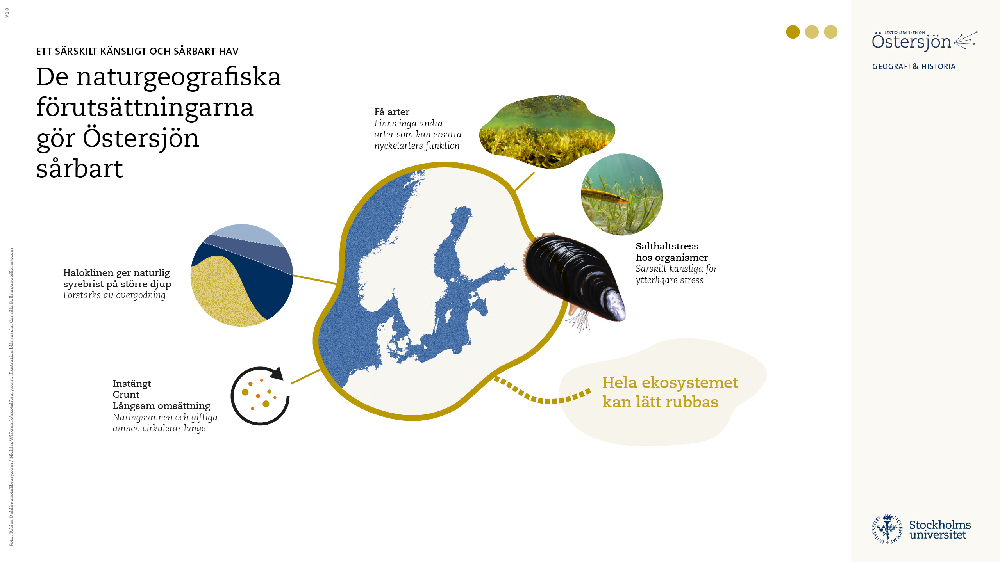 V1.0
ETT SÄRSKILT KÄNSLIGT OCH SÅRBART HAV
De naturgeografiska
förutsättningarna
gör Östersjön
sårbart
LEKTIONSBANKEN OM
Östersjön
GEOGRAFI & HISTORIA
Få arter
Finns inga andra
arter som kan ersätta
nyckelarters funktion
Salthaltstress
hos organismer
Särskilt känsliga för
ytterligare stress
Haloklinen ger naturlig
syrebrist på större djup
Förstärks av övergödning
Instängt
Grunt
Långsam omsättning
Näringsämnen och giftiga
ämnen cirkulerar länge
Hela ekosystemet
kan lätt rubbas
Foto: Tobias Dahlin/azotelibrary.com / Nicklas Wijkmark/azotelibrary.com. Illustration blåmussla: Camilla Bollner/azotelibrary.com
STOCKHOLMS UNIVERSITET
Stockholms
universitet